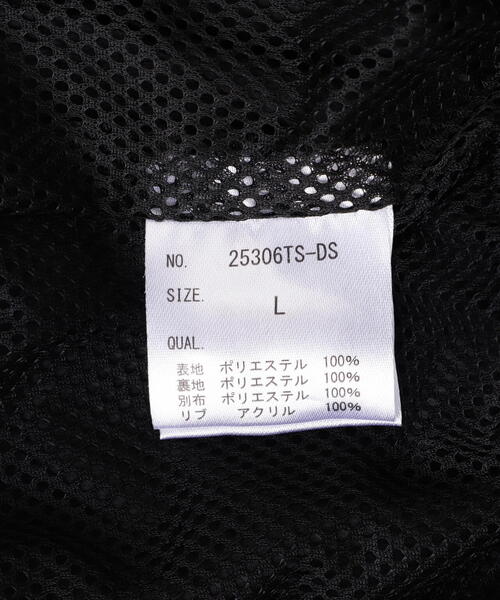 NO. 25306TS-DS
SIZE. L
QUAL.
表地 ポリエステル 100%
裏地 ポリエステル 100%
別布 ポリエステル 100%
リブ アクリル 100%